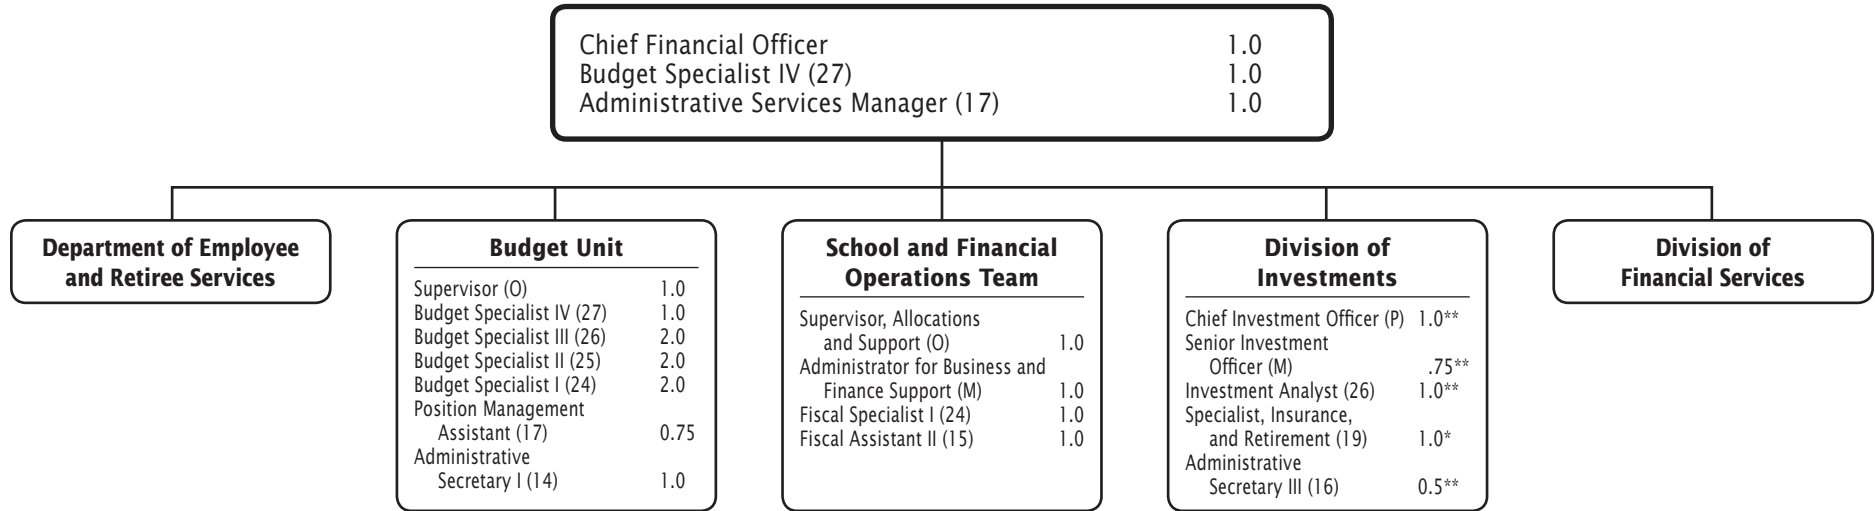 Chief Financial Officer 1.0
Budget Specialist IV (27) 1.0
Administrative Services Manager (17) 1.0
Department of Employee
and Retiree Services
Budget Unit
Supervisor (O) 1.0
Budget Specialist IV (27) 1.0
Budget Specialist III (26) 2.0
Budget Specialist II (25) 2.0
Budget Specialist I (24) 2.0
Position Management
Assistant (17) 0.75
Administrative
Secretary I (14) 1.0
School and Financial
Operations Team
Supervisor, Allocations
and Support (O) 1.0
Administrator for Business and
Finance Support (M) 1.0
Fiscal Specialist I (24) 1.0
Fiscal Assistant II (15) 1.0
Division of
Investments
Chief Investment Officer (P) 1.0**
Senior Investment
Officer (M) .75**
Investment Analyst (26) 1.0**
Specialist, Insurance,
and Retirement (19) 1.0*
Administrative
Secretary III (16) 0.5**
Division of
Financial Services